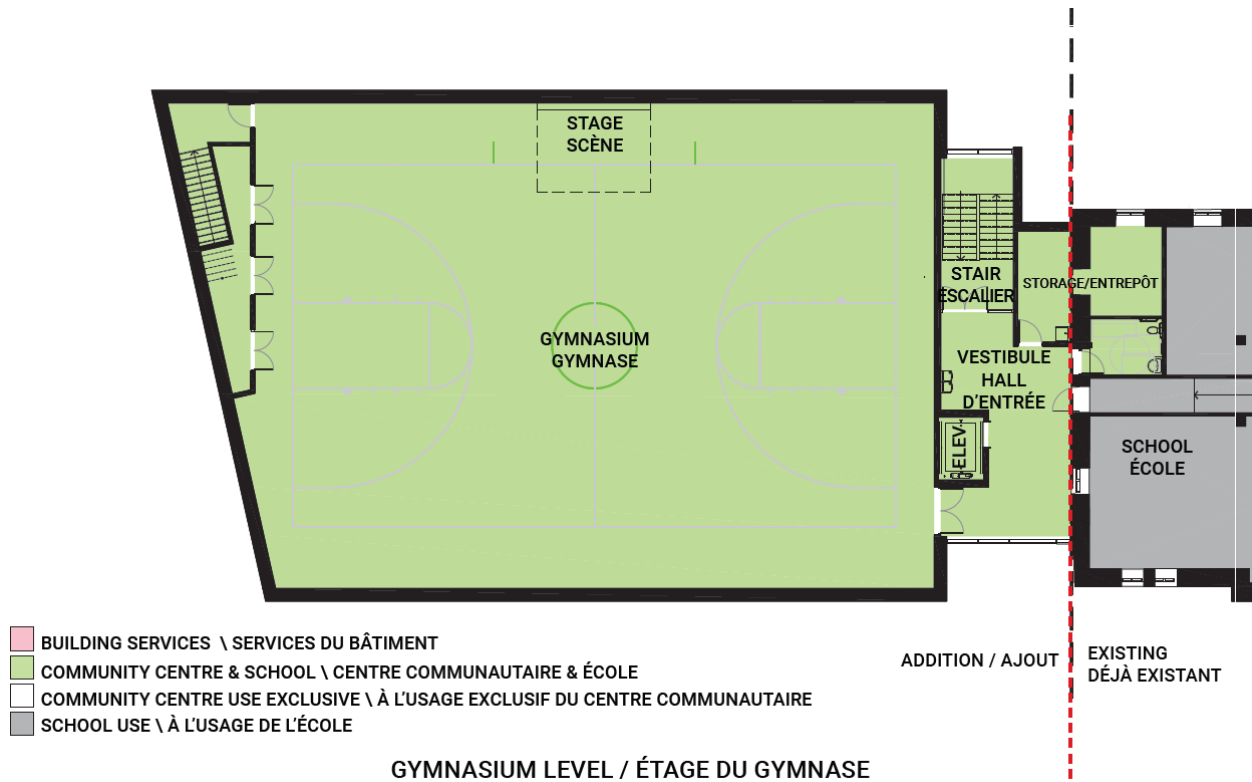 STAGE
SCÈNE
STAIR
ESCALIER
STORAGE/ENTREPÔT
GYMNASIUM
GYMNASE
VESTIBULE
HALL
D'ENTRÉE
ELEV.
SCHOOL
ÉCOLE
BUILDING SERVICES \ SERVICES DU BÂTIMENT
COMMUNITY CENTRE & SCHOOL \ CENTRE COMMUNAUTAIRE & ÉCOLE
COMMUNITY CENTRE USE EXCLUSIVE \ À L'USAGE EXCLUSIF DU CENTRE COMMUNAUTAIRE
SCHOOL USE \ À L'USAGE DE L'ÉCOLE
ADDITION / AJOUT
EXISTING
DÉJÀ EXISTANT
GYMNASIUM LEVEL / ÉTAGE DU GYMNASE